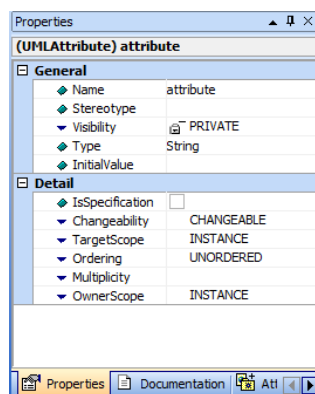 Properties
(UMLAttribute) attribute
General
Name attribute
Stereotype
Visibility PRIVATE
Type String
InitialValue
Detail
IsSpecification
Changeability CHANGEABLE
TargetScope INSTANCE
Ordering UNORDERED
Multiplicity
OwnerScope INSTANCE
Properties Documentation Att